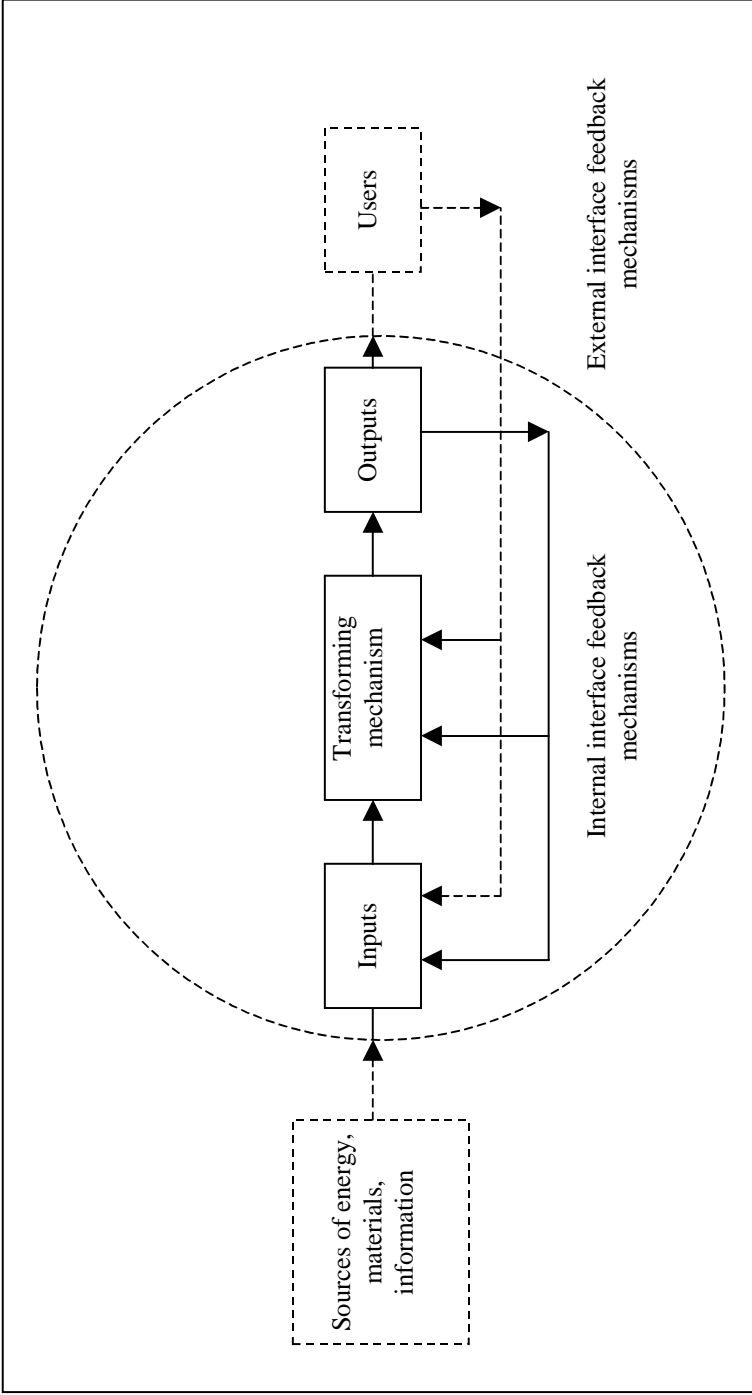 Sources of energy,
materials,
information
Inputs
Transforming
mechanism
Outputs
Users
Internal interface feedback
mechanisms
External interface feedback
mechanisms